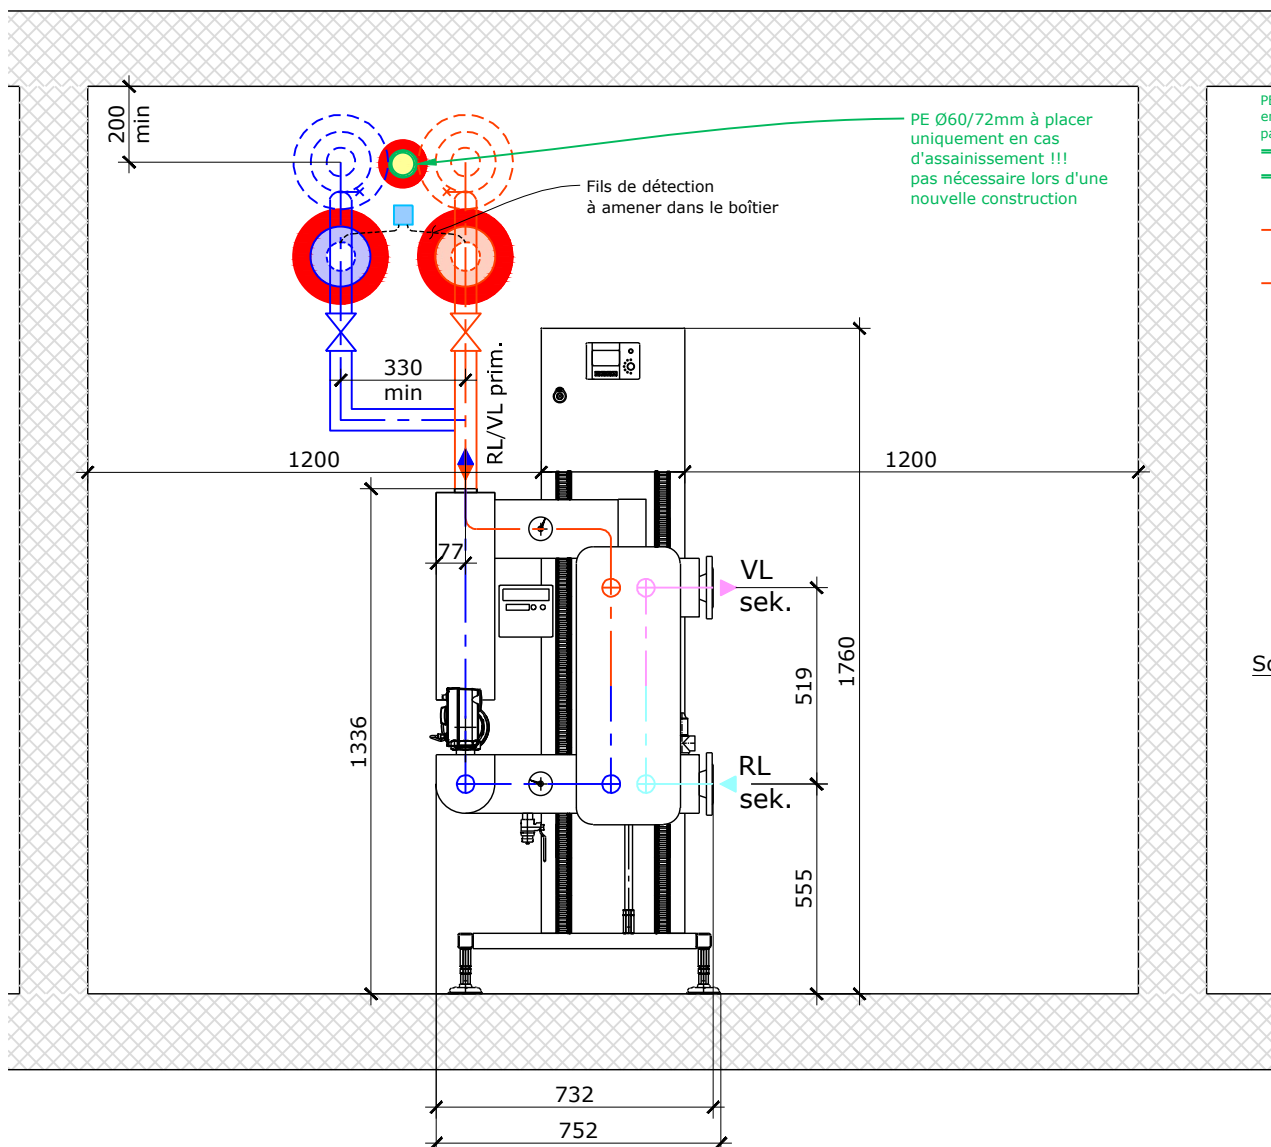 200
min
PE Ø60/72mm à placer
uniquement en cas
d'assainissement !!!
pas nécessaire lors d'une
nouvelle construction
Fils de détection
à amener dans le boîtier
330
min
RL/VL prim.
1200
1200
77
VL
sek.
519
1760
1336
RL
sek.
555
732
752